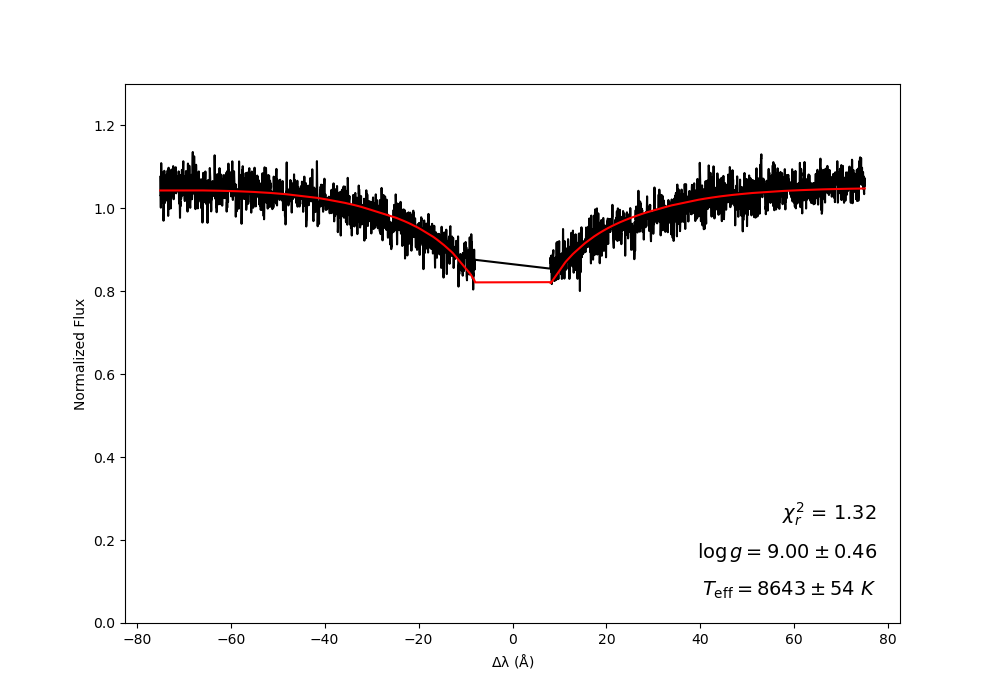 1.2
1.0
0.8
0.6
0.4
0.2
0.0
Normalized Flux
χ²ᵣ = 1.32
log g = 9.00 ± 0.46
T_eff = 8643 ± 54 K
−80 −60 −40 −20 0 20 40 60 80
Δλ (Å)